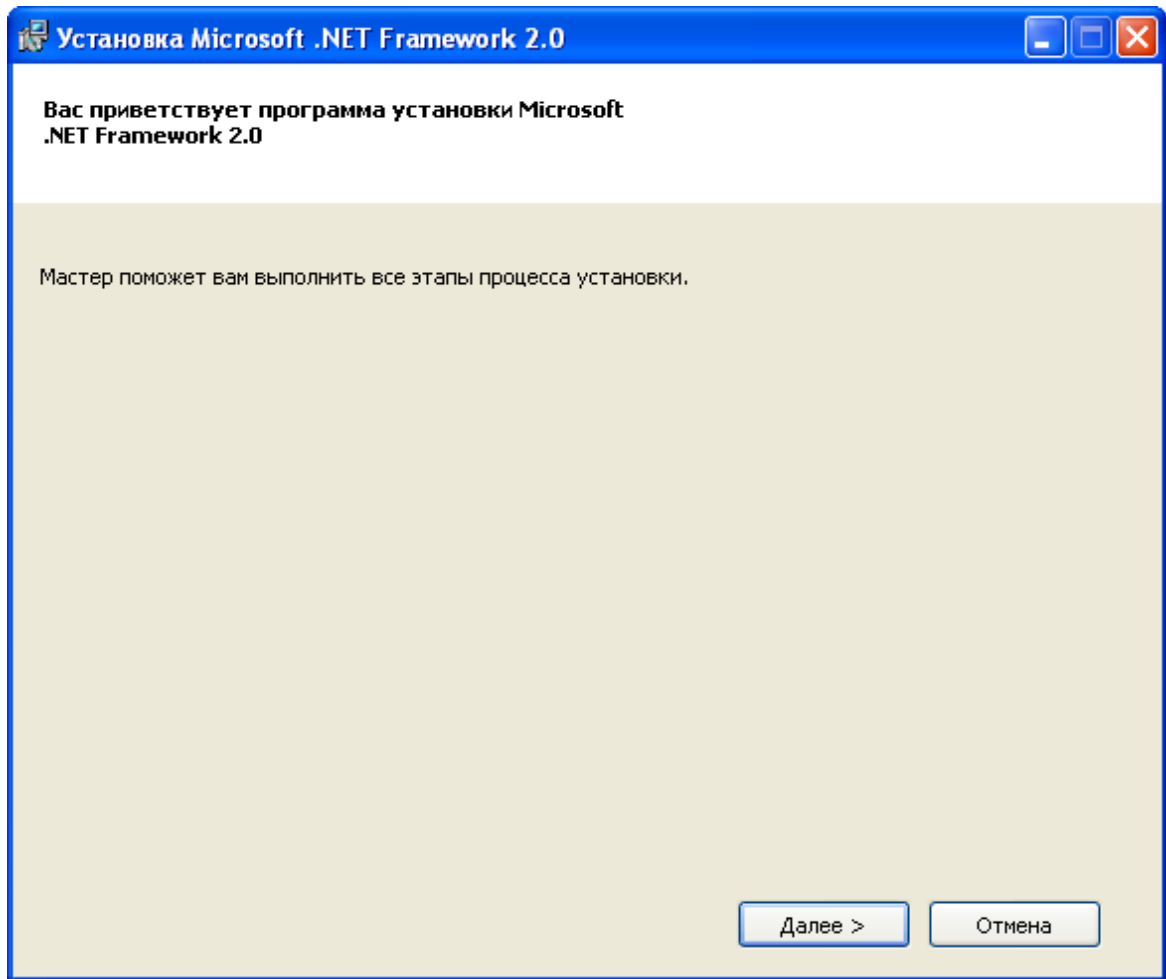 Установка Microsoft .NET Framework 2.0
Вас приветствует программа установки Microsoft
.NET Framework 2.0
Мастер поможет вам выполнить все этапы процесса установки.
Далее >
Отмена